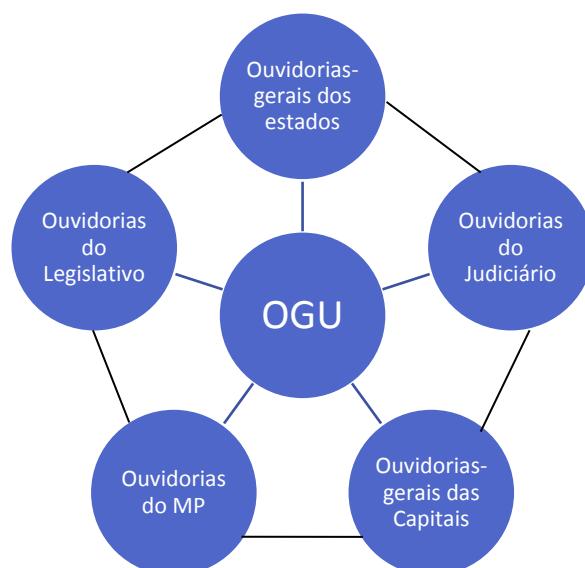 Ouvidorias-
gerais dos
estados
Ouvidorias
do
Legislativo
Ouvidorias
do
Judiciário
OGU
Ouvidorias
do MP
Ouvidorias-
gerais das
Capitais